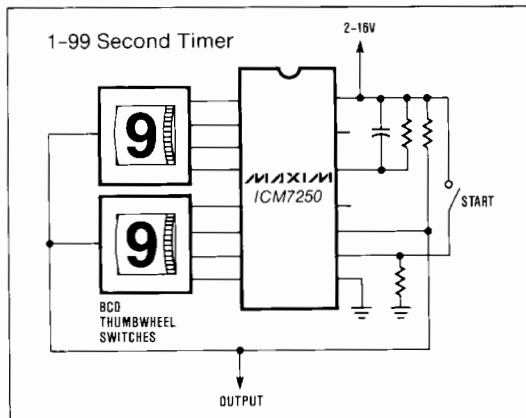 1-99 Second Timer
2-16V
9
MAXIM
ICM7250
START
9
BCD
THUMBWHEEL
SWITCHES
OUTPUT